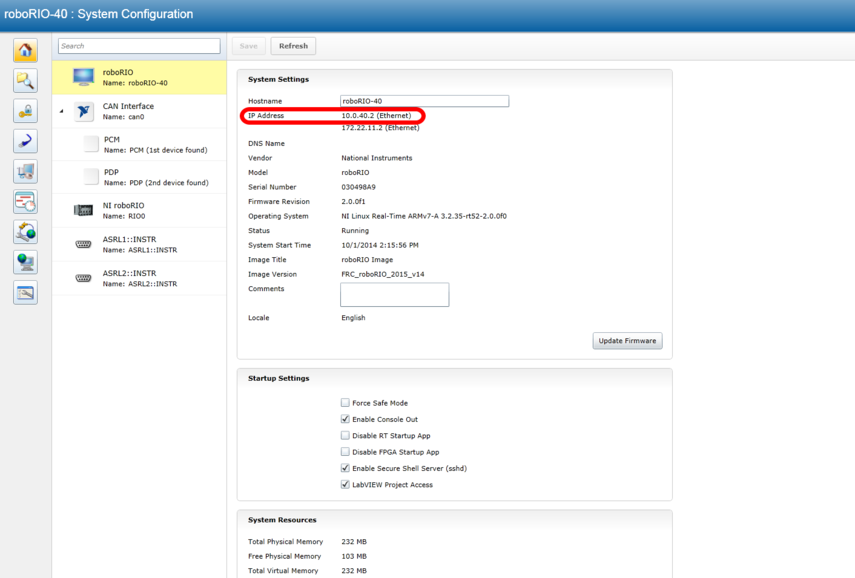 roboRIO-40 : System Configuration
Search
Save Refresh
roboRIO
Name: roboRIO-40
CAN Interface
Name: can0
PCM
Name: PCM (1st device found)
PDP
Name: PDP (2nd device found)
NI roboRIO
Name: RIO0
ASRL1::INSTR
Name: ASRL1::INSTR
ASRL2::INSTR
Name: ASRL2::INSTR
System Settings
Hostname roboRIO-40
IP Address 10.0.40.2 (Ethernet)
172.22.11.2 (Ethernet)
DNS Name
Vendor National Instruments
Model roboRIO
Serial Number 030498A9
Firmware Revision 2.0.0f1
Operating System NI Linux Real-Time ARMv7-A 3.2.35-rt52-2.0.0f0
Status Running
System Start Time 10/1/2014 2:15:56 PM
Image Title roboRIO Image
Image Version FRC_roboRIO_2015_v14
Comments
Locale English
Update Firmware
Startup Settings
Force Safe Mode
Enable Console Out
Disable RT Startup App
Disable FPGA Startup App
Enable Secure Shell Server (sshd)
LabVIEW Project Access
System Resources
Total Physical Memory 232 MB
Free Physical Memory 103 MB
Total Virtual Memory 232 MB